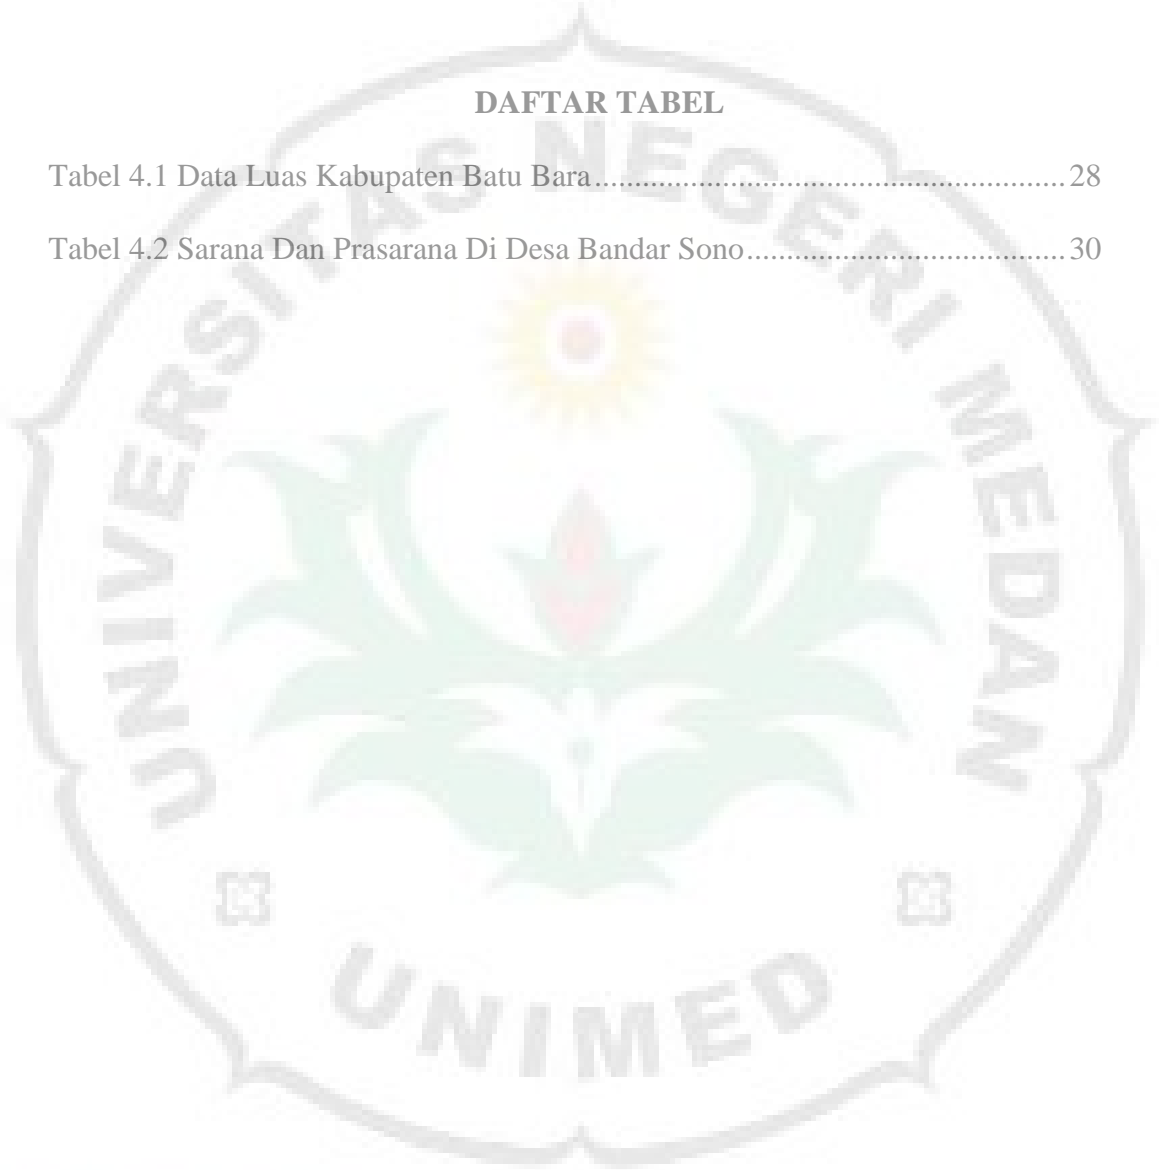 DAFTAR TABEL
Tabel 4.1 Data Luas Kabupaten Batu Bara........................................................... 28
Tabel 4.2 Sarana Dan Prasarana Di Desa Bandar Sono........................................ 30
UNIVERSITAS NEGERI MEDAN
UNIMED